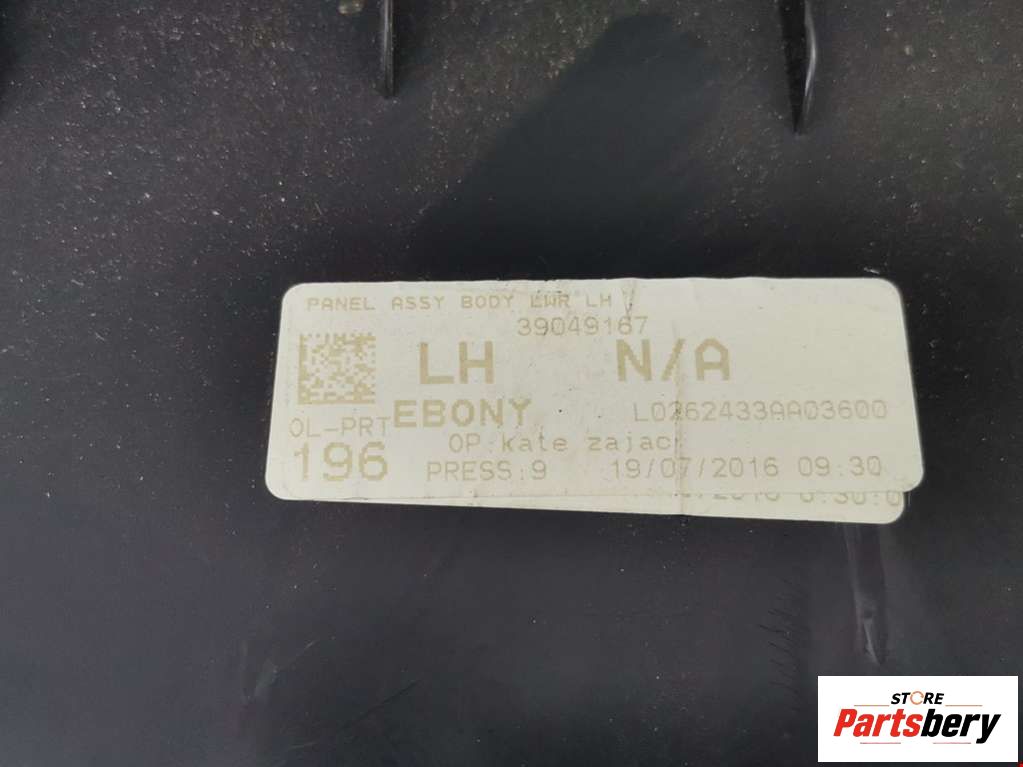 PANEL ASSY BODY LWR LH
39049167
LH N/A
EBONY L0262433AA03600
OL-PRT
196
OP.kate zajac
PRESS:9 19/07/2016 09:30
STORE
Partsbery